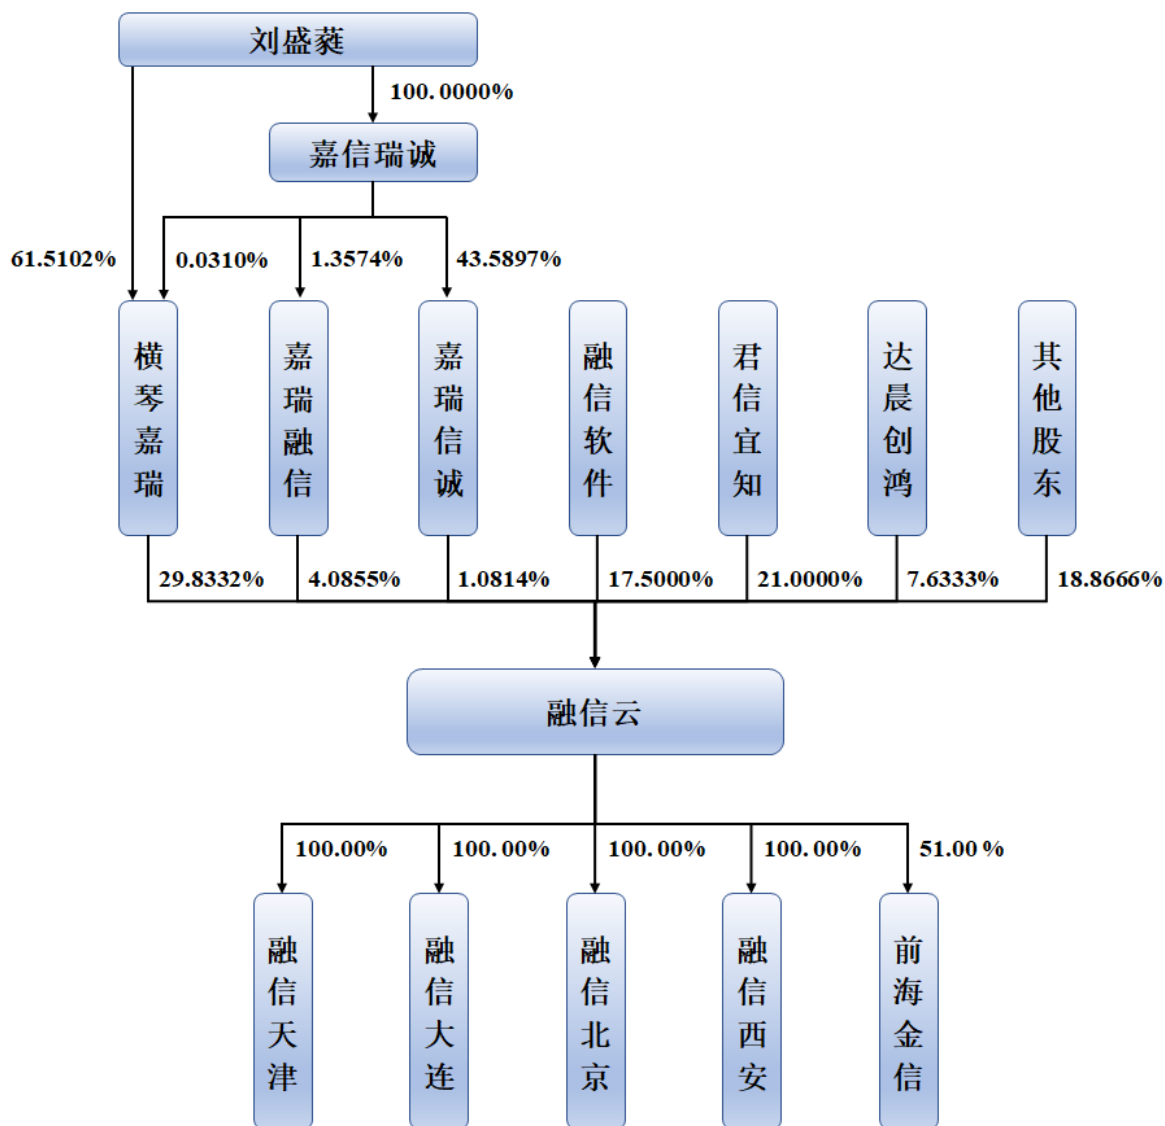 刘盛蕤
100.0000%
嘉信瑞诚
61.5102%
0.0310%
1.3574%
43.5897%
横琴嘉瑞
嘉瑞融信
嘉瑞信诚
融信软件
君信宜知
达晨创鸿
其他股东
29.8332%
4.0855%
1.0814%
17.5000%
21.0000%
7.6333%
18.8666%
融信云
100.00%
100.00%
100.00%
100.00%
51.00%
融信天津
融信大连
融信北京
融信西安
前海金信